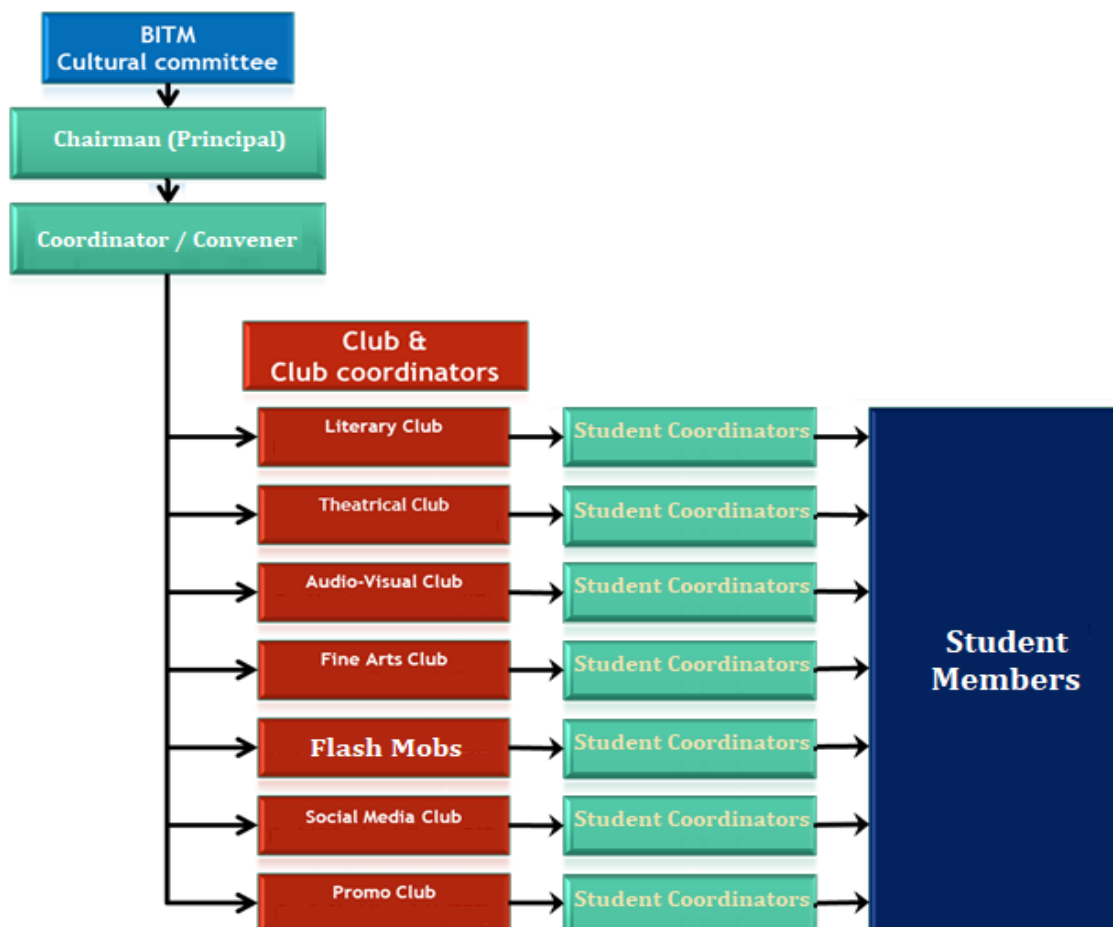 BITM
Cultural committee
Chairman (Principal)
Coordinator / Convener
Club &
Club coordinators
Literary Club
Student Coordinators
Theatrical Club
Student Coordinators
Audio-Visual Club
Student Coordinators
Fine Arts Club
Student Coordinators
Flash Mobs
Student Coordinators
Social Media Club
Student Coordinators
Promo Club
Student Coordinators
Student
Members